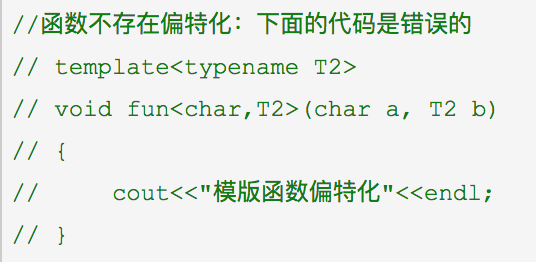 //函数不存在偏特化：下面的代码是错误的
// template<typename T2>
// void fun<char,T2>(char a, T2 b)
// {
//     cout<<"模版函数偏特化"<<endl;
// }